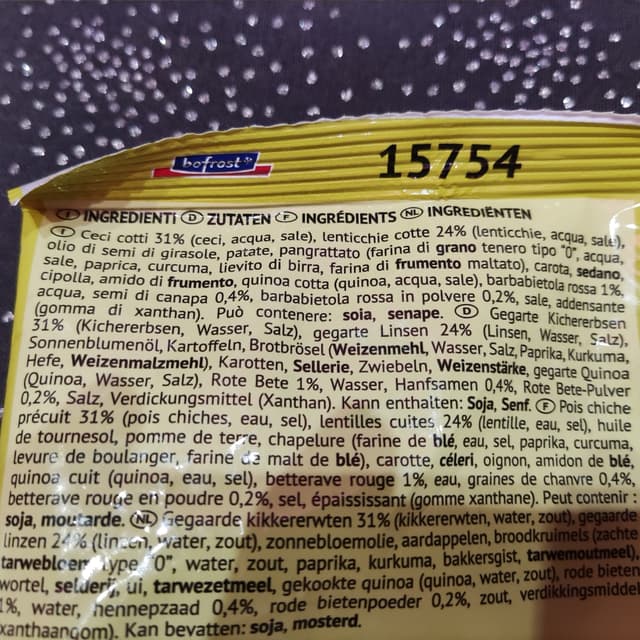 bofrost*
15754
I INGREDIENTI D ZUTATEN F INGRÉDIENTS NL INGREDIËNTEN
I Ceci cotti 31% (ceci, acqua, sale), lenticchie cotte 24% (lenticchie, acqua, sale),
olio di semi di girasole, patate, pangrattato (farina di grano tenero tipo "0", acqua,
sale, paprica, curcuma, lievito di birra, farina di frumento maltato), carota, sedano,
cipolla, amido di frumento, quinoa cotta (quinoa, acqua, sale), barbabietola rossa 1%,
acqua, semi di canapa 0,4%, barbabietola rossa in polvere 0,2%, sale, addensante
(gomma di xanthan). Può contenere: soia, senape. D Gegarte Kichererbsen
31% (Kichererbsen, Wasser, Salz), gegarte Linsen 24% (Linsen, Wasser, Salz),
Sonnenblumenöl, Kartoffeln, Brotbrösel (Weizenmehl, Wasser, Salz, Paprika, Kurkuma,
Hefe, Weizenmalzmehl), Karotten, Sellerie, Zwiebeln, Weizenstärke, gegarte Quinoa
(Quinoa, Wasser, Salz), Rote Bete 1%, Wasser, Hanfsamen 0,4%, Rote Bete-Pulver
0,2%, Salz, Verdickungsmittel (Xanthan). Kann enthalten: Soja, Senf. F Pois chiche
précuit 31% (pois chiches, eau, sel), lentilles cuites 24% (lentille, eau, sel), huile
de tournesol, pomme de terre, chapelure (farine de blé, eau, sel, paprika, curcuma,
levure de boulanger, farine de malt de blé), carotte, céleri, oignon, amidon de blé,
quinoa cuit (quinoa, eau, sel), betterave rouge 1%, eau, graines de chanvre 0,4%,
betterave rouge en poudre 0,2%, sel, épaississant (gomme xanthane). Peut contenir :
soja, moutarde. NL Gegaarde kikkererwten 31% (kikkererwten, water, zout), gegaarde
linzen 24% (linzen, water, zout), zonnebloemolie, aardappelen, broodkruimels (zachte
tarwebloem type "0", water, zout, paprika, kurkuma, bakkersgist, tarwemoutmeel),
wortel, selderij, ui, tarwezetmeel, gekookte quinoa (quinoa, water, zout), rode bieten
1%, water, hennepzaad 0,4%, rode bietenpoeder 0,2%, zout, verdikkingsmiddel
(xanthaangom). Kan bevatten: soja, mosterd.